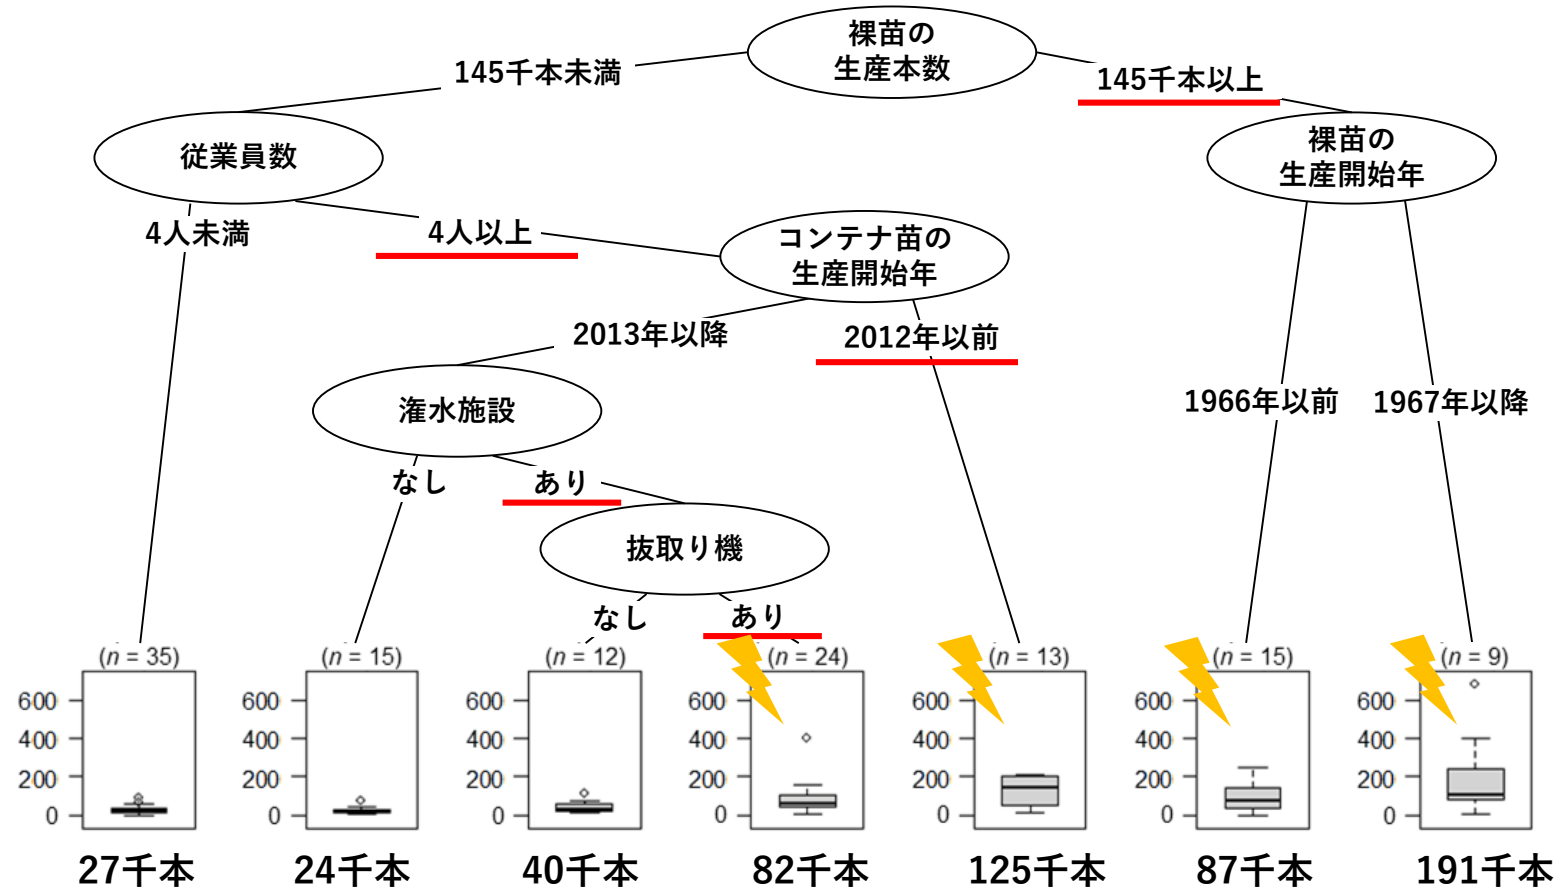 裸苗の
生産本数
145千本未満
145千本以上
従業員数
裸苗の
生産開始年
4人未満
4人以上
コンテナ苗の
生産開始年
2013年以降
2012年以前
1966年以前
1967年以降
潅水施設
なし
あり
抜取り機
なし
あり
(n = 35)
(n = 15)
(n = 12)
(n = 24)
(n = 13)
(n = 15)
(n = 9)
600
400
200
0
600
400
200
0
600
400
200
0
600
400
200
0
600
400
200
0
600
400
200
0
600
400
200
0
27千本
24千本
40千本
82千本
125千本
87千本
191千本